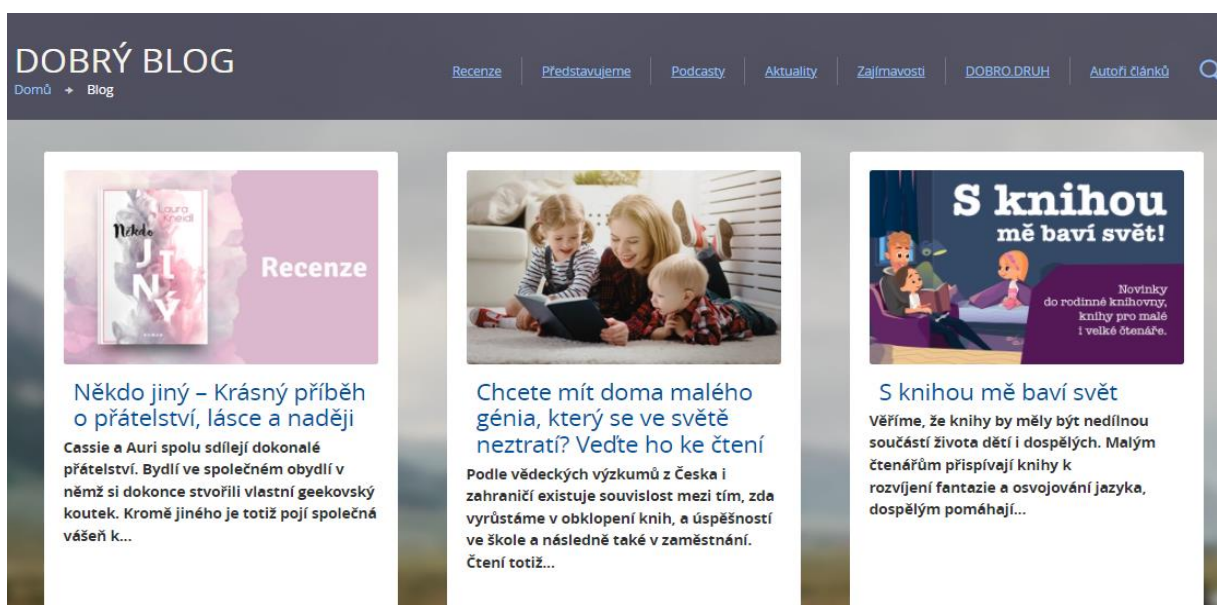 DOBRÝ BLOG
Domů → Blog
Recenze
Představujeme
Podcasty
Aktuality
Zajímavosti
DOBRO.DRUH
Autoři článků
Laura
Kneidl
Někdo
JINÝ
ROMÁN
Recenze
Někdo jiný – Krásný příběh
o přátelství, lásce a naději
Cassie a Auri spolu sdílejí dokonalé
přátelství. Bydlí ve společném obydlí v
němž si dokonce stvořili vlastní geekovský
koutek. Kromě jiného je totiž pojí společná
vášeň k...
Chcete mít doma malého
génia, který se ve světě
neztratí? Veďte ho ke čtení
Podle vědeckých výzkumů z Česka i
zahraničí existuje souvislost mezi tím, zda
vyrůstáme v obklopení knih, a úspěšností
ve škole a následně také v zaměstnání.
Čtení totiž...
S knihou
mě baví svět!
Novinky
do rodinné knihovny,
knihy pro malé
i velké čtenáře.
S knihou mě baví svět
Věříme, že knihy by měly být nedílnou
součástí života dětí i dospělých. Malým
čtenářům přispívají knihy k
rozvíjení fantazie a osvojování jazyka,
dospělým pomáhají...